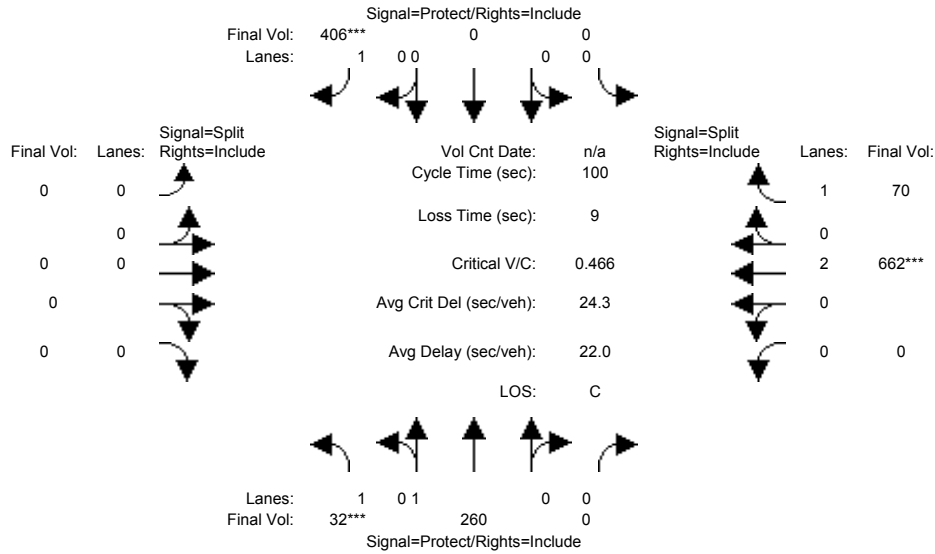 Signal=Protect/Rights=Include
Final Vol: 406*** 0 0
Lanes: 1 0 0 0 0
Signal=Split Signal=Split
Final Vol: Lanes: Rights=Include Vol Cnt Date: n/a Rights=Include Lanes: Final Vol:
Cycle Time (sec): 100
0 0 1 70
Loss Time (sec): 9
0 0
0 0 Critical V/C: 0.466 2 662***
0 Avg Crit Del (sec/veh): 24.3 0
0 0 Avg Delay (sec/veh): 22.0 0 0
LOS: C
Lanes: 1 0 1 0 0
Final Vol: 32*** 260 0
Signal=Protect/Rights=Include